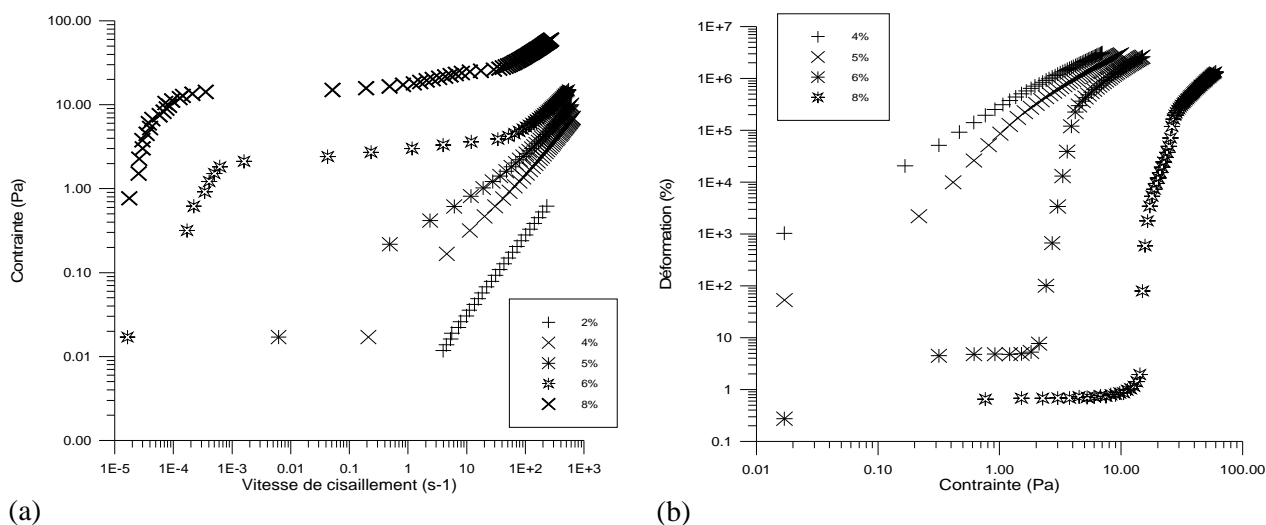 100.00
10.00
1.00
0.10
0.01
0.00
Contrainte (Pa)
1E-5
1E-4
1E-3
0.01
0.1
1
10
1E+2
1E+3
Vitesse de cisaillement (s-1)
2%
4%
5%
6%
8%
(a)
4%
5%
6%
8%
1E+7
1E+6
1E+5
1E+4
1E+3
1E+2
10
1
0.1
Déformation (%)
0.01
0.10
1.00
10.00
100.00
Contrainte (Pa)
(b)